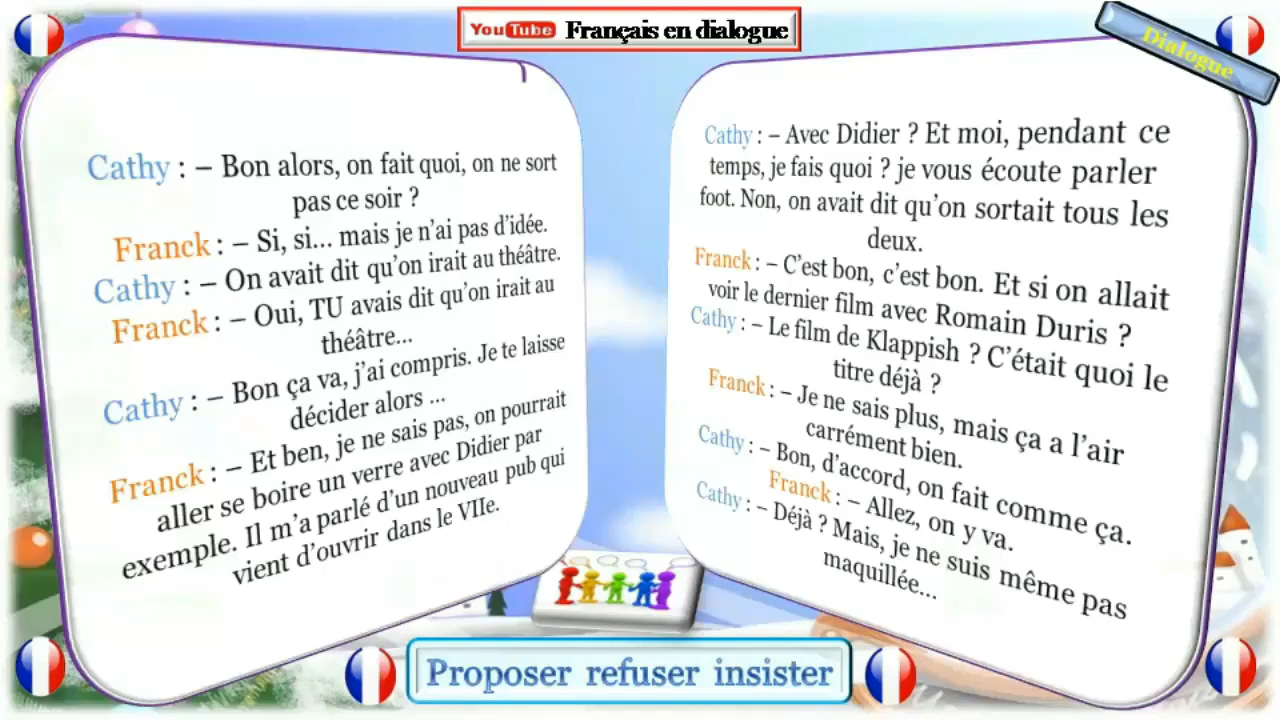 YouTube Français en dialogue
Dialogue
Cathy : – Bon alors, on fait quoi, on ne sort
pas ce soir ?
Franck : – Si, si... mais je n'ai pas d'idée.
Cathy : – On avait dit qu'on irait au théâtre.
Franck : – Oui, TU avais dit qu'on irait au
théâtre...
Cathy : – Bon ça va, j'ai compris. Je te laisse
décider alors ...
Franck : – Et ben, je ne sais pas, on pourrait
aller se boire un verre avec Didier par
exemple. Il m'a parlé d'un nouveau pub qui
vient d'ouvrir dans le VIIe.
Cathy : – Avec Didier ? Et moi, pendant ce
temps, je fais quoi ? je vous écoute parler
foot. Non, on avait dit qu'on sortait tous les
deux.
Franck : – C'est bon, c'est bon. Et si on allait
voir le dernier film avec Romain Duris ?
Cathy : – Le film de Klappish ? C'était quoi le
titre déjà ?
Franck : – Je ne sais plus, mais ça a l'air
carrément bien.
Cathy : – Bon, d'accord, on fait comme ça.
Franck : – Allez, on y va.
Cathy : – Déjà ? Mais, je ne suis même pas
maquillée...
Proposer refuser insister